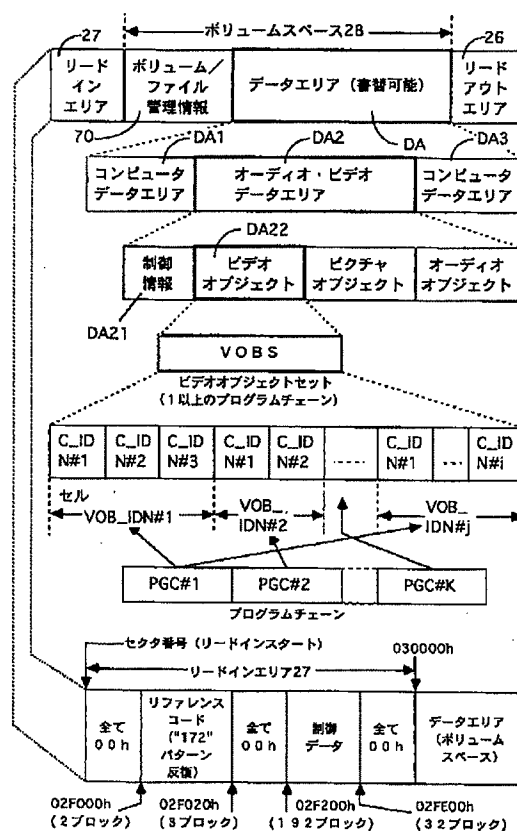 27
ボリュームスペース28
26
リード
イン
エリア
ボリューム/
ファイル
管理情報
データエリア (書替可能)
リード
アウト
エリア
70
DA1
DA2
DA
DA3
コンピュータ
データエリア
オーディオ・ビデオ
データエリア
コンピュータ
データエリア
DA22
制御
情報
ビデオ
オブジェクト
ピクチャ
オブジェクト
オーディオ
オブジェクト
DA21
VOBS
ビデオオブジェクトセット
(1以上のプログラムチェーン)
C_ID
N#1
C_ID
N#2
C_ID
N#3
C_ID
N#1
C_ID
N#2
.....
C_ID
N#1
...
C_ID
N#i
セル
VOB_IDN#1
VOB_
IDN#2
VOB_
IDN#j
PGC#1
PGC#2
PGC#K
プログラムチェーン
セクタ番号 (リードインスタート)
030000h
リードインエリア27
全て
00h
リファレンス
コード
("172"
パターン
反復)
全て
00h
制御
データ
全て
00h
データエリア
(ボリューム
スペース)
02F000h
(2ブロック)
02F020h
(3ブロック)
02F200h
(192ブロック)
02FE00h
(32ブロック)